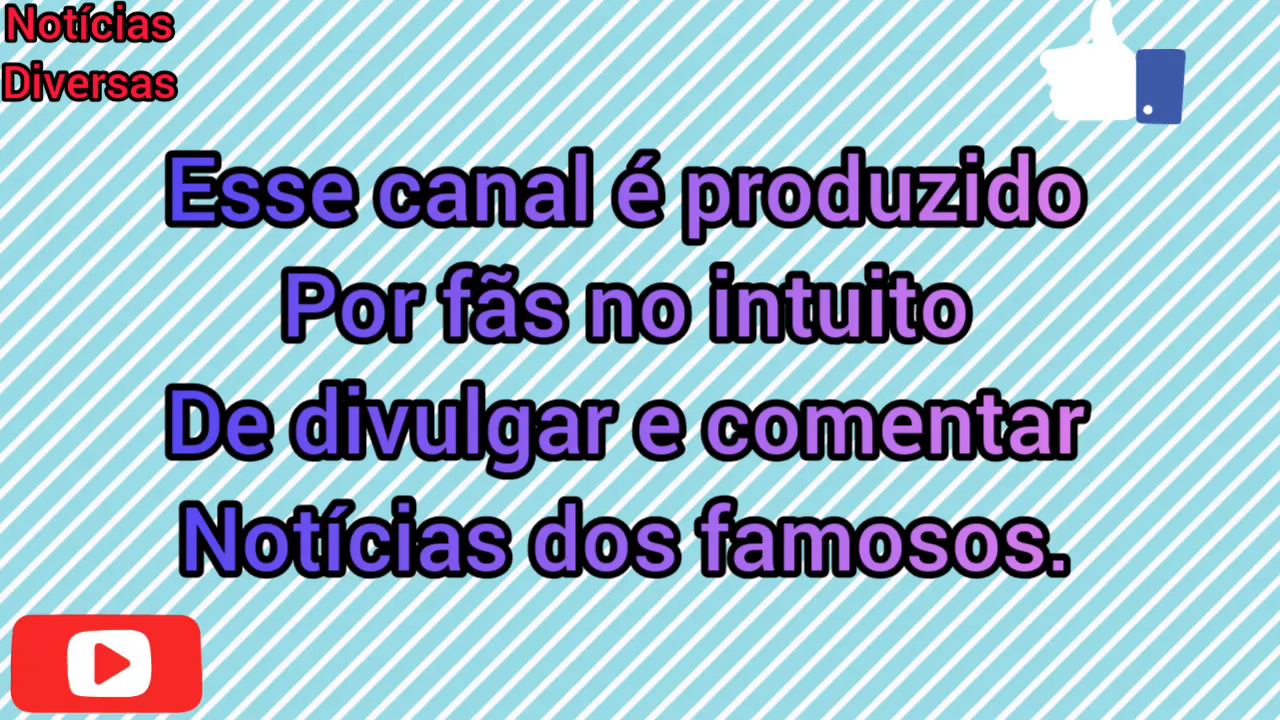 Notícias
Diversas
Esse canal é produzido
Por fãs no intuito
De divulgar e comentar
Notícias dos famosos.